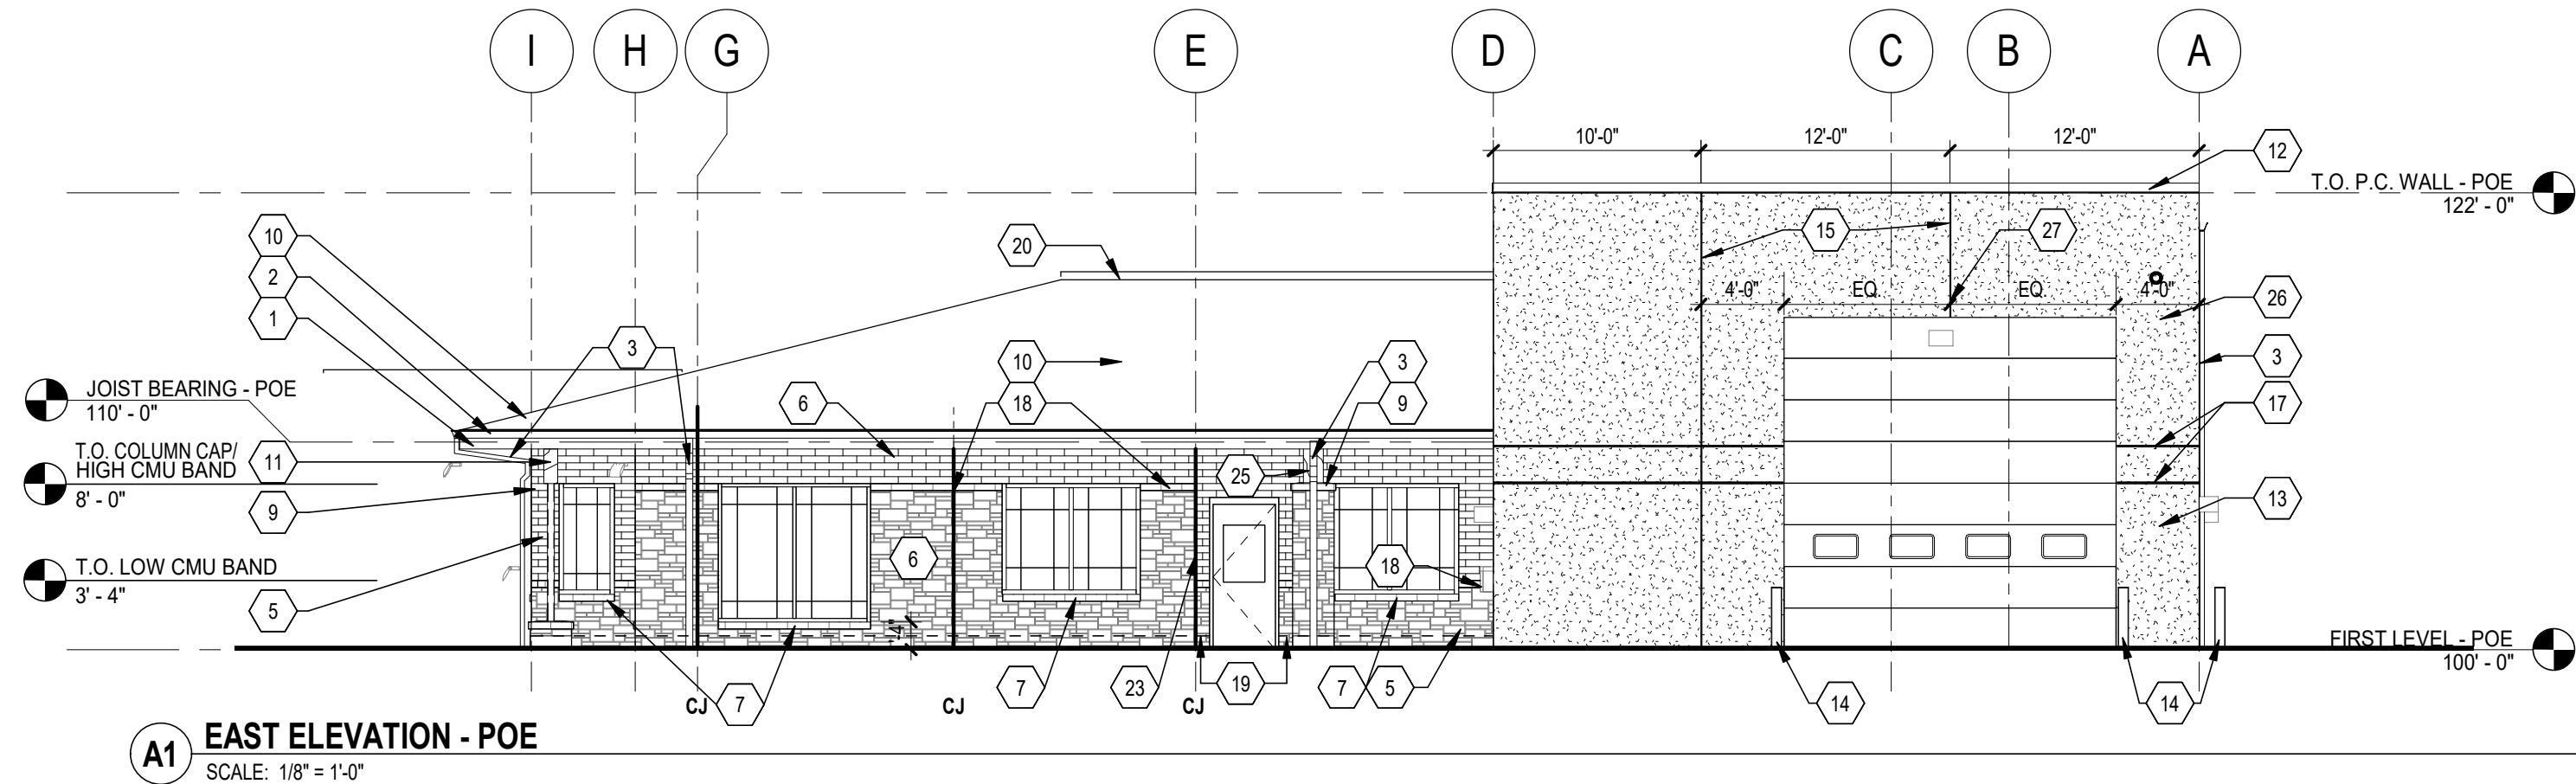 I H G E D C B A
10'-0" 12'-0" 12'-0"
12
T.O. P.C. WALL - POE
122' - 0"
10
20
15
27
2
4'-0" EQ EQ 4'-0"
26
1
3
10
3
3
JOIST BEARING - POE
110' - 0"
6
18
9
17
T.O. COLUMN CAP/
HIGH CMU BAND
11
25
8' - 0"
9
13
6
18
T.O. LOW CMU BAND
3' - 4"
5
FIRST LEVEL - POE
100' - 0"
7
7
23
19
7
5
14
14
CJ
CJ
CJ
A1
EAST ELEVATION - POE
SCALE: 1/8" = 1'-0"